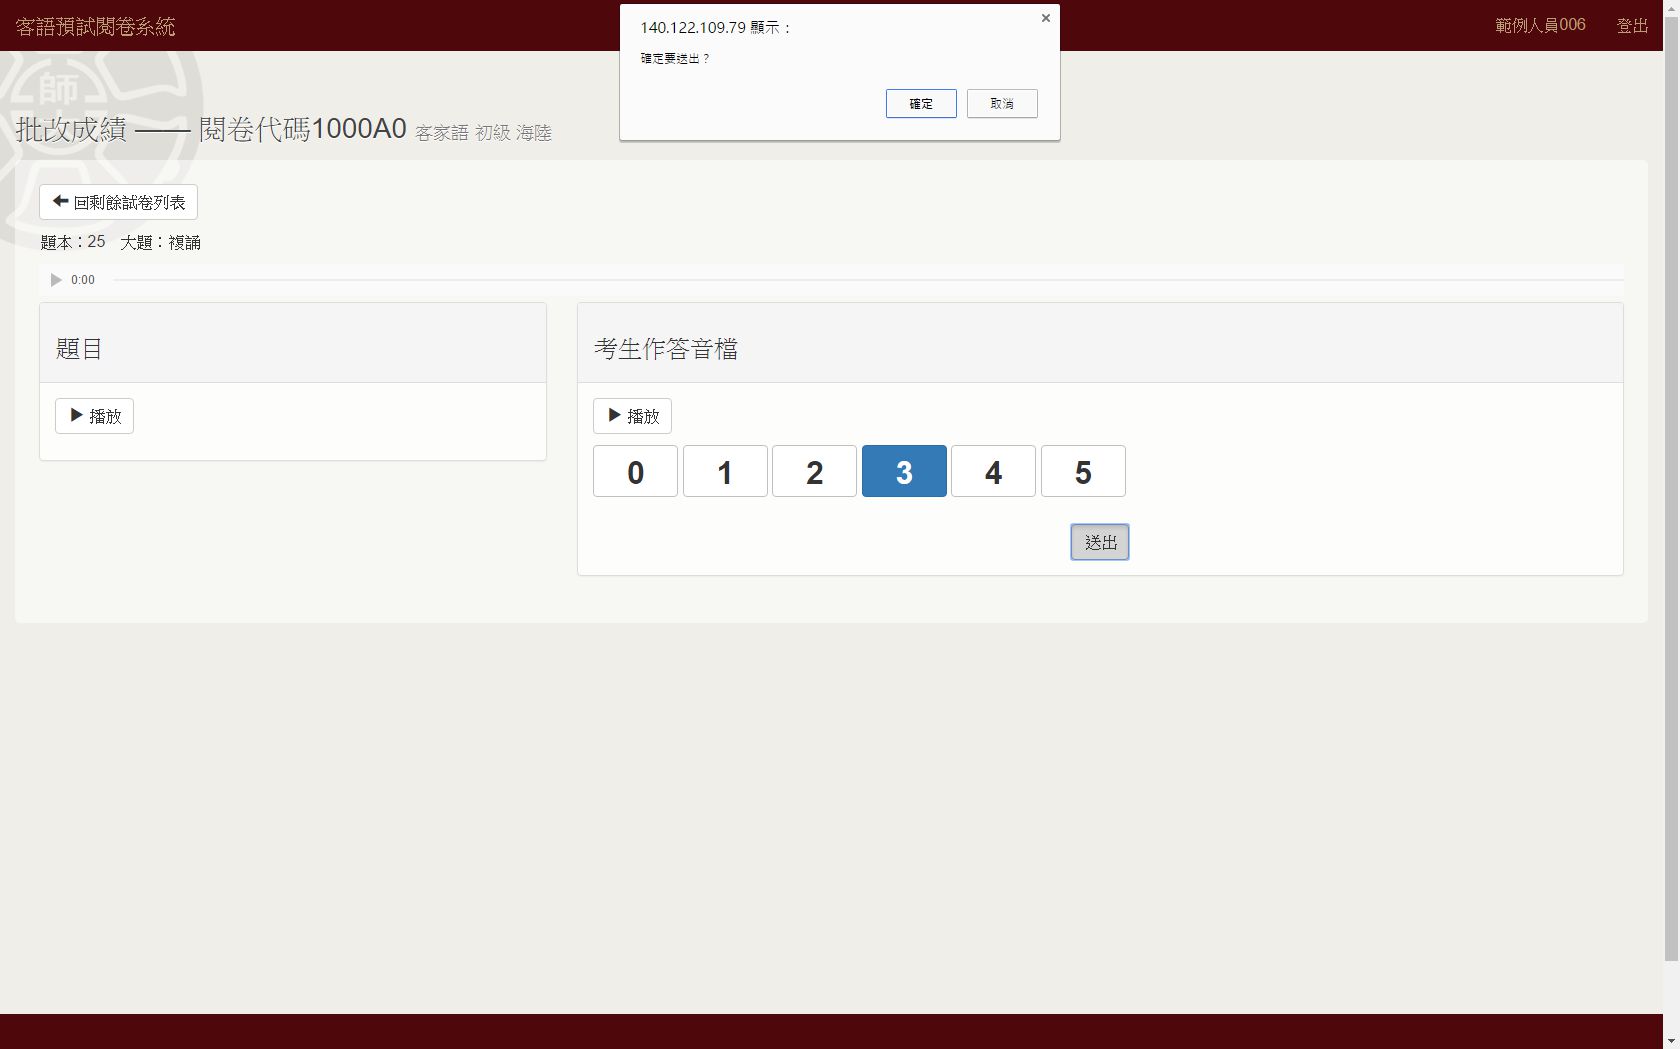 客語預試閱卷系統
範例人員006
登出
140.122.109.79 顯示：
確定要送出？
確定
取消
師
批改成績 —— 閱卷代碼1000A0 客家語 初級 海陸
回剩餘試卷列表
題本：25 大題：複誦
0:00
題目
播放
考生作答音檔
播放
0 1 2 3 4 5
送出